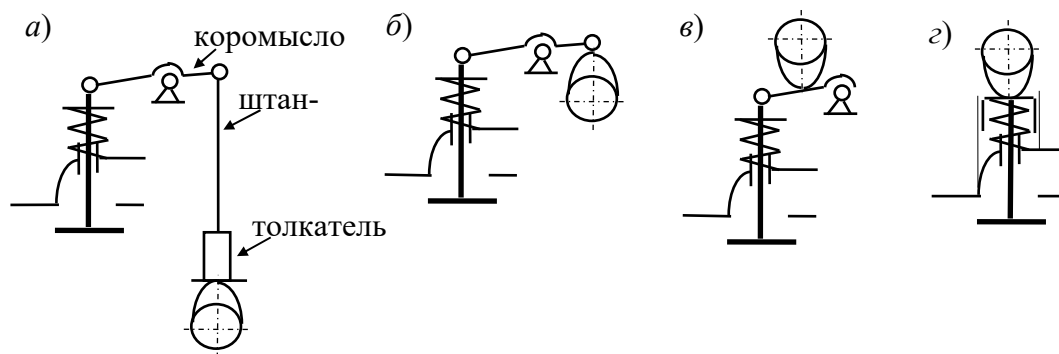 а)
коромысло
штан-
толкатель
б)
в)
г)